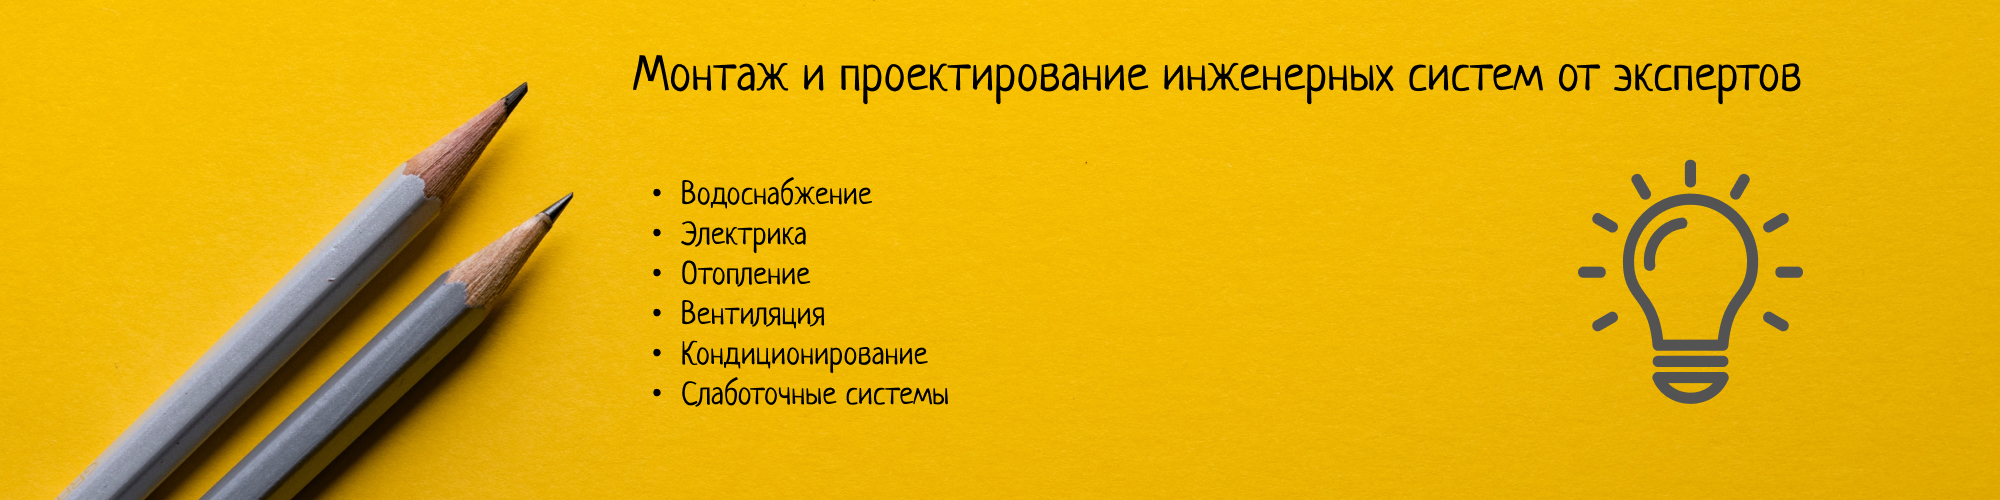 Монтаж и проектирование инженерных систем от экспертов
• Водоснабжение
• Электрика
• Отопление
• Вентиляция
• Кондиционирование
• Слаботочные системы